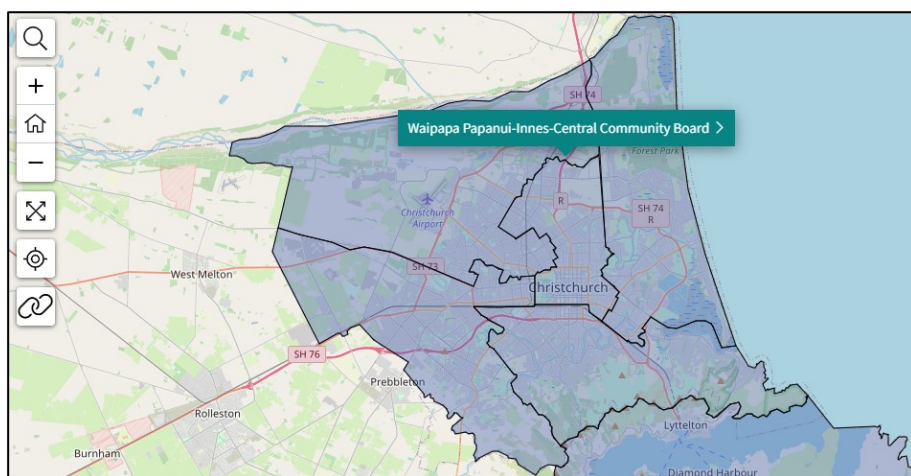 SH 74
Waipapa Papanui-Innes-Central Community Board
Forest Park
Christchurch
Airport
R
SH 74
R
West Melton
SH 73
Christchurch
SH 76
Prebbleton
Rolleston
Lyttelton
Burnham
Diamond Harbour